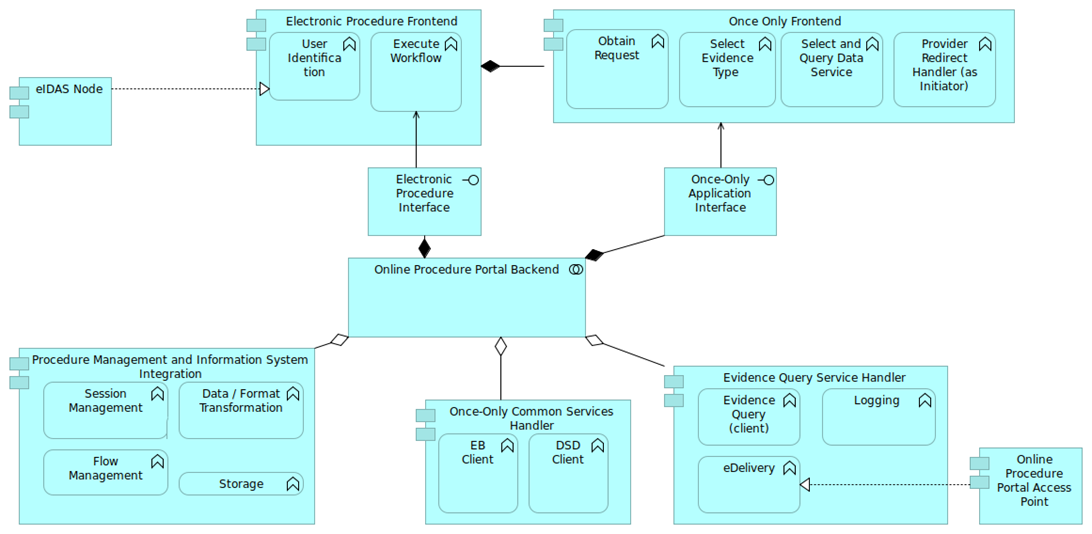 Electronic Procedure Frontend
User
Identifica
tion
Execute
Workflow
Once Only Frontend
Obtain
Request
Select
Evidence
Type
Select and
Query Data
Service
Provider
Redirect
Handler (as
Initiator)
eIDAS Node
Electronic
Procedure
Interface
Once-Only
Application
Interface
Online Procedure Portal Backend
Procedure Management and Information System
Integration
Session
Management
Data / Format
Transformation
Flow
Management
Storage
Once-Only Common Services
Handler
EB
Client
DSD
Client
Evidence Query Service Handler
Evidence
Query
(client)
Logging
eDelivery
Online
Procedure
Portal Access
Point